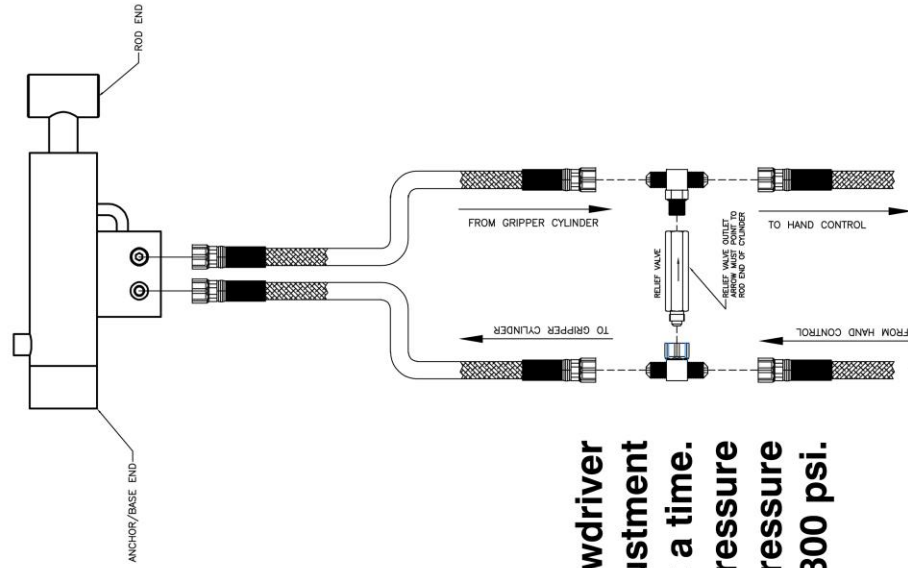 ROD END
ANCHOR/BASE END
FROM GRIPPER CYLINDER
TO HAND CONTROL
RELIEF VALVE
RELIEF VALVE OUTLET
ARROW MUST POINT TO
ROD END OF CYLINDER
TO GRIPPER CYLINDER
FROM HAND CONTROL
wdriver
ustment
a time.
ressure
ressure
psi.